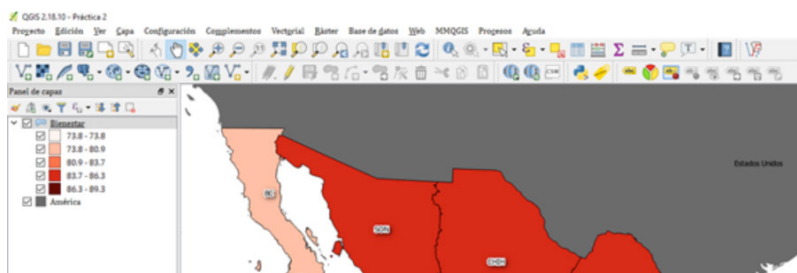 QGIS 2.18.10 - Práctica 2
Proyecto Edición Ver Capa Configuración Complementos Vectorial Ráster Base de datos Web MMQGIS Procesos Ayuda
Panel de capas
Bienestar
73.8 - 73.8
73.8 - 80.9
80.9 - 83.7
83.7 - 86.3
86.3 - 89.3
América
Estados Unidos
BC
SON
CHIH